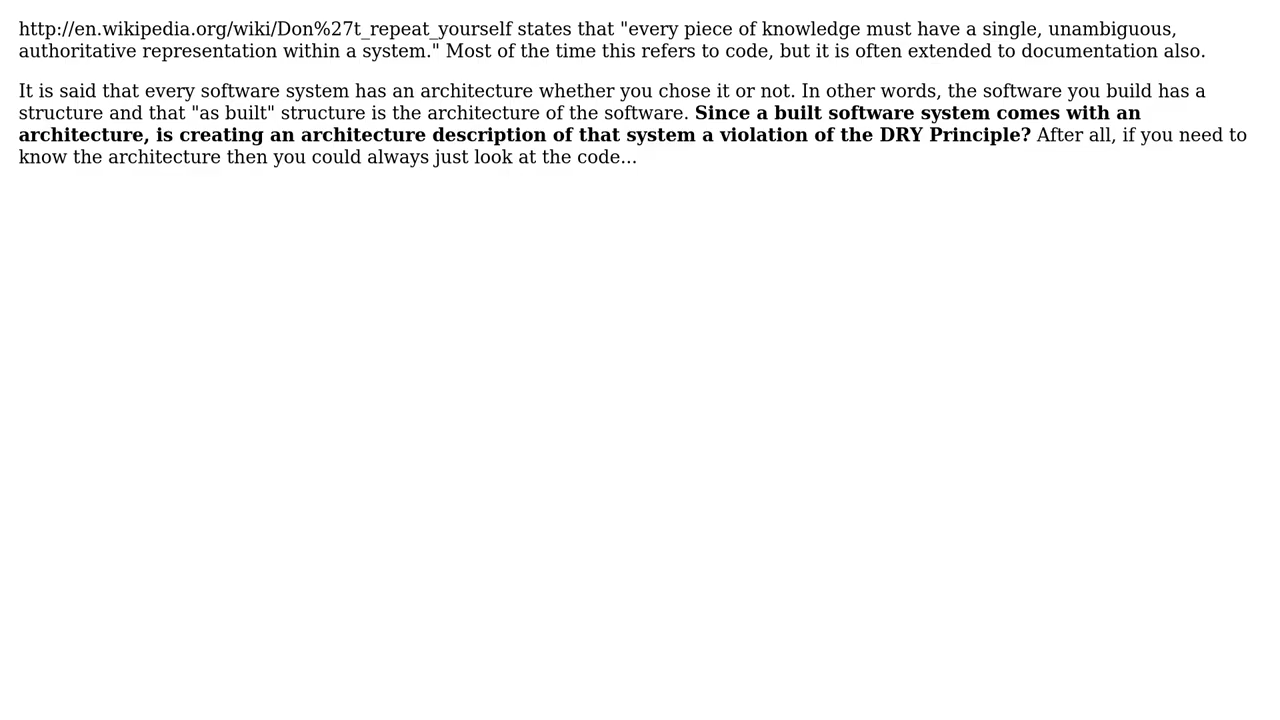 http://en.wikipedia.org/wiki/Don%27t_repeat_yourself states that "every piece of knowledge must have a single, unambiguous,
authoritative representation within a system." Most of the time this refers to code, but it is often extended to documentation also.
It is said that every software system has an architecture whether you chose it or not. In other words, the software you build has a
structure and that "as built" structure is the architecture of the software. Since a built software system comes with an
architecture, is creating an architecture description of that system a violation of the DRY Principle? After all, if you need to
know the architecture then you could always just look at the code...